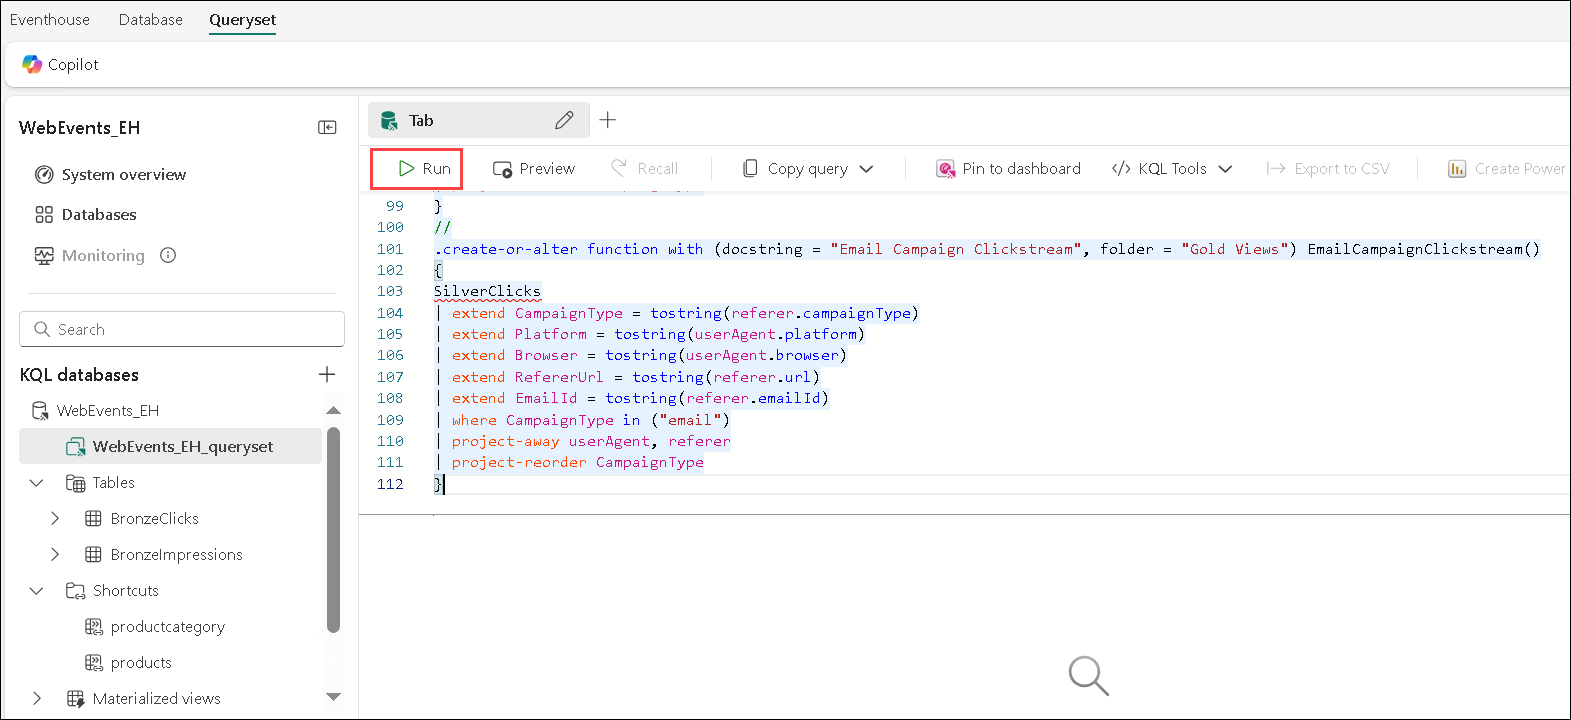 Eventhouse Database Queryset
Copilot
WebEvents_EH
System overview
Databases
Monitoring
Search
KQL databases
WebEvents_EH
WebEvents_EH_queryset
Tables
BronzeClicks
BronzeImpressions
Shortcuts
productcategory
products
Materialized views
Tab
Run Preview Recall Copy query Pin to dashboard KQL Tools Export to CSV Create Power
99 }
100 //
101 .create-or-alter function with (docstring = "Email Campaign Clickstream", folder = "Gold Views") EmailCampaignClickstream()
102 {
103 SilverClicks
104 | extend CampaignType = tostring(referer.campaignType)
105 | extend Platform = tostring(userAgent.platform)
106 | extend Browser = tostring(userAgent.browser)
107 | extend RefererUrl = tostring(referer.url)
108 | extend EmailId = tostring(referer.emailId)
109 | where CampaignType in ("email")
110 | project-away userAgent, referer
111 | project-reorder CampaignType
112 }